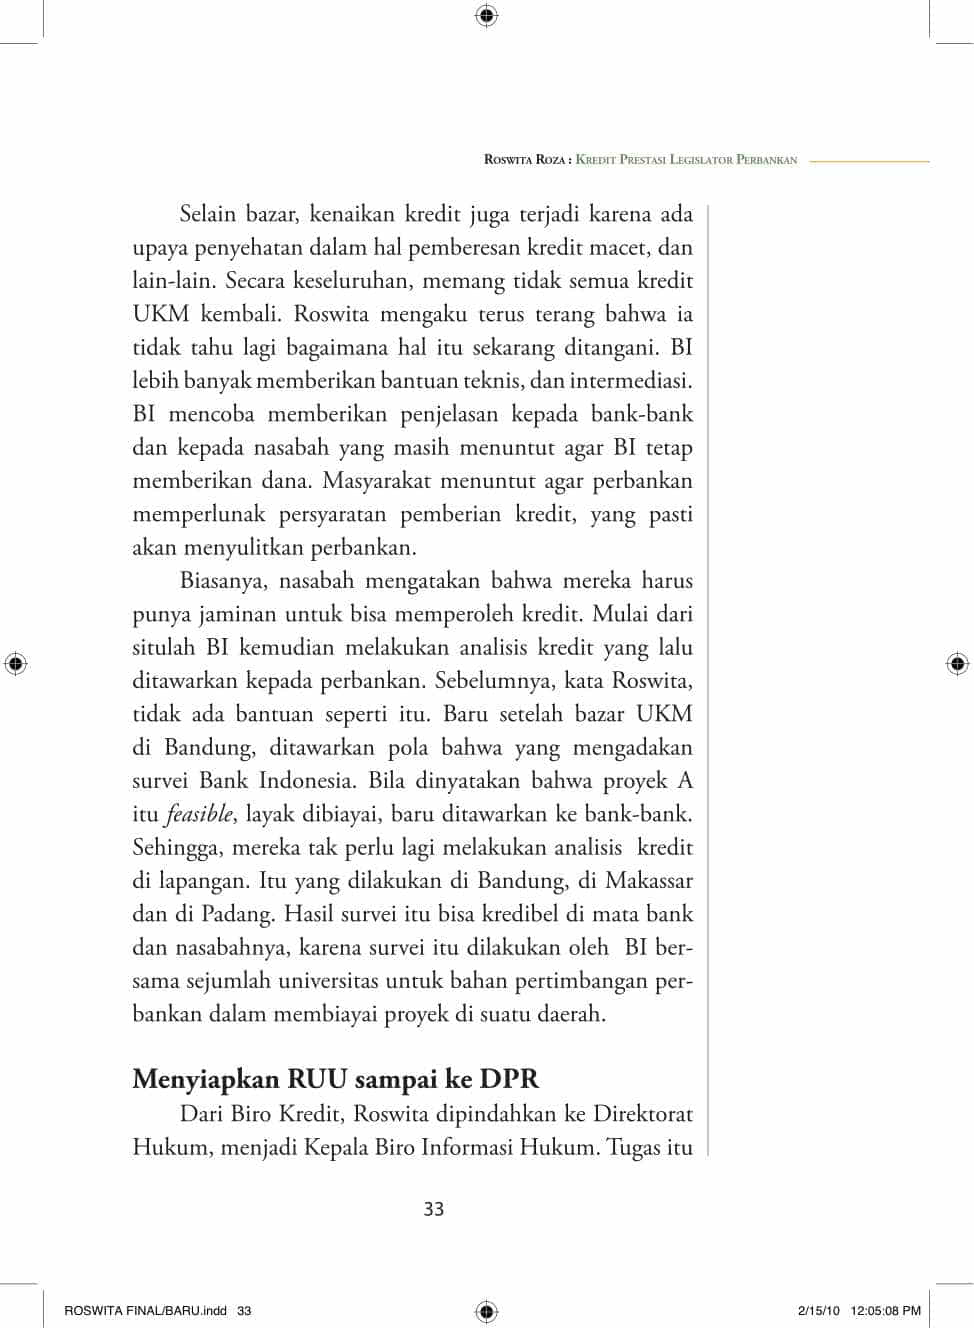 Roswita Roza : Kredit Prestasi Legislator Perbankan
Selain bazar, kenaikan kredit juga terjadi karena ada
upaya penyehatan dalam hal pemberesan kredit macet, dan
lain-lain. Secara keseluruhan, memang tidak semua kredit
UKM kembali. Roswita mengaku terus terang bahwa ia
tidak tahu lagi bagaimana hal itu sekarang ditangani. BI
lebih banyak memberikan bantuan teknis, dan intermediasi.
BI mencoba memberikan penjelasan kepada bank-bank
dan kepada nasabah yang masih menuntut agar BI tetap
memberikan dana. Masyarakat menuntut agar perbankan
memperlunak persyaratan pemberian kredit, yang pasti
akan menyulitkan perbankan.
Biasanya, nasabah mengatakan bahwa mereka harus
punya jaminan untuk bisa memperoleh kredit. Mulai dari
situlah BI kemudian melakukan analisis kredit yang lalu
ditawarkan kepada perbankan. Sebelumnya, kata Roswita,
tidak ada bantuan seperti itu. Baru setelah bazar UKM
di Bandung, ditawarkan pola bahwa yang mengadakan
survei Bank Indonesia. Bila dinyatakan bahwa proyek A
itu feasible, layak dibiayai, baru ditawarkan ke bank-bank.
Sehingga, mereka tak perlu lagi melakukan analisis  kredit
di lapangan. Itu yang dilakukan di Bandung, di Makassar
dan di Padang. Hasil survei itu bisa kredibel di mata bank
dan nasabahnya, karena survei itu dilakukan oleh  BI ber-
sama sejumlah universitas untuk bahan pertimbangan per-
bankan dalam membiayai proyek di suatu daerah.
Menyiapkan RUU sampai ke DPR
Dari Biro Kredit, Roswita dipindahkan ke Direktorat
Hukum, menjadi Kepala Biro Informasi Hukum. Tugas itu
33
ROSWITA FINAL/BARU.indd   33
2/15/10   12:05:08 PM